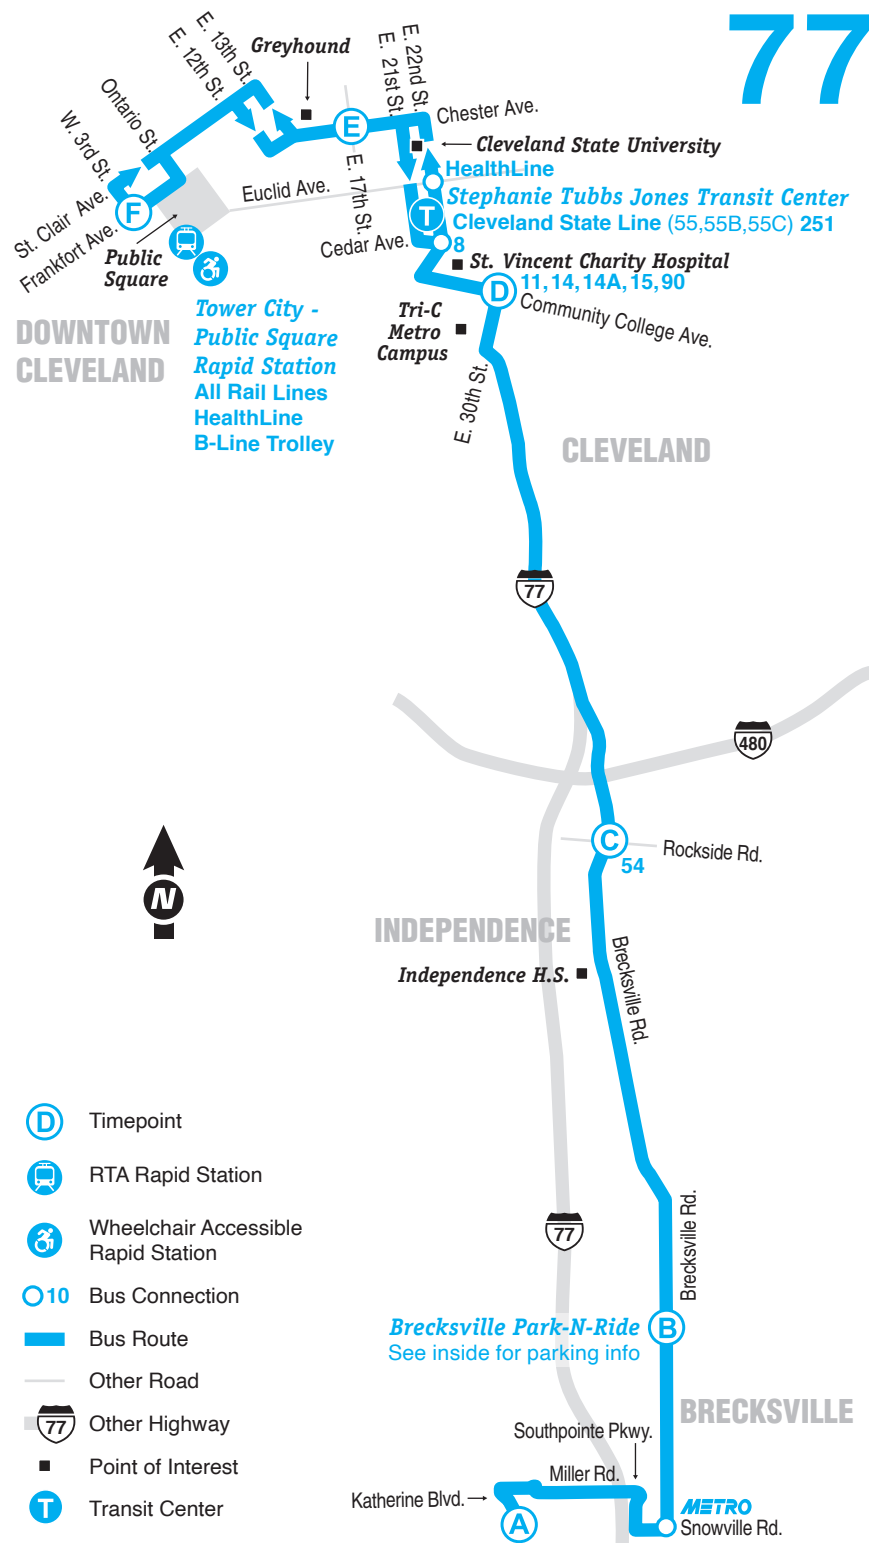 77
E. 13th St.
E. 12th St.
Greyhound
E. 22nd St.
E. 21st St.
Ontario St.
W. 3rd St.
Chester Ave.
E
Cleveland State University
HealthLine
E. 17th St.
Euclid Ave.
Stephanie Tubbs Jones Transit Center
T
Cleveland State Line (55,55B,55C) 251
St. Clair Ave.
F
Frankfort Ave.
Cedar Ave.
8
Public
Square
St. Vincent Charity Hospital
D
11,14,14A,15,90
Community College Ave.
Tri-C
Metro
Campus
DOWNTOWN
CLEVELAND
Tower City -
Public Square
Rapid Station
All Rail Lines
HealthLine
B-Line Trolley
E. 30th St.
CLEVELAND
77
480
C
Rockside Rd.
54
N
INDEPENDENCE
Brecksville Rd.
Independence H.S.
D Timepoint
RTA Rapid Station
Wheelchair Accessible
Rapid Station
10 Bus Connection
Bus Route
Other Road
77 Other Highway
Point of Interest
T Transit Center
77
Brecksville Rd.
Brecksville Park-N-Ride
B
See inside for parking info
BRECKSVILLE
Southpointe Pkwy.
Miller Rd.
Katherine Blvd.
A
METRO
Snowville Rd.